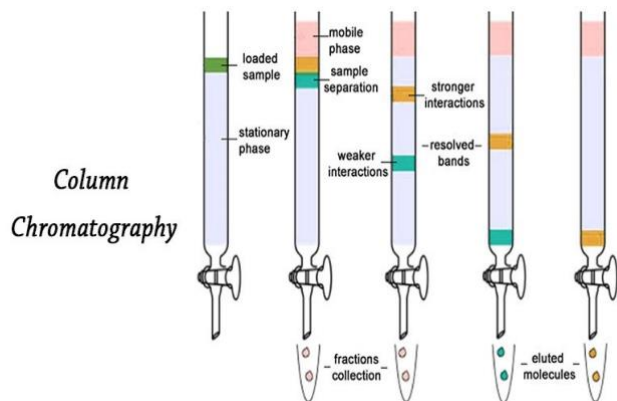 mobile
phase
loaded
sample
sample
separation
stronger
interactions
stationary
phase
weaker
interactions
resolved
bands
Column
Chromatography
fractions
collection
eluted
molecules